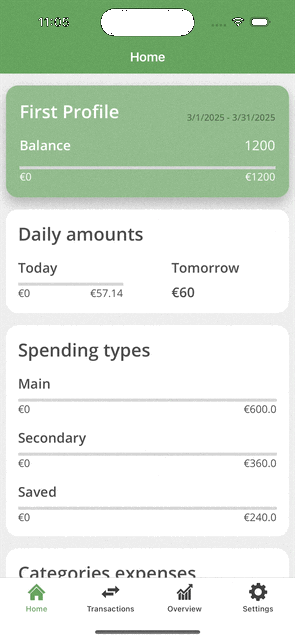 11:05
Home
First Profile
3/1/2025 - 3/31/2025
Balance 1200
€0 €1200
Daily amounts
Today Tomorrow
€0 €57.14 €60
Spending types
Main
€0 €600.0
Secondary
€0 €360.0
Saved
€0 €240.0
Categories expenses
Home Transactions Overview Settings